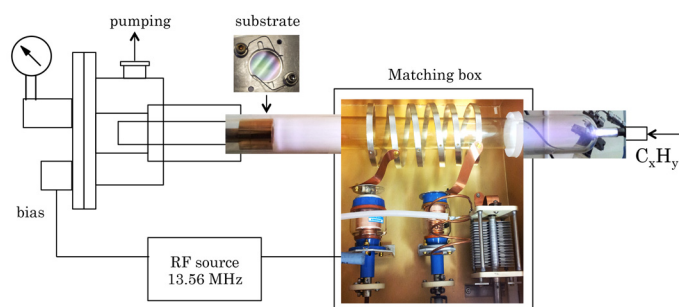 pumping
substrate
Matching box
CxHy
bias
RF source
13.56 MHz